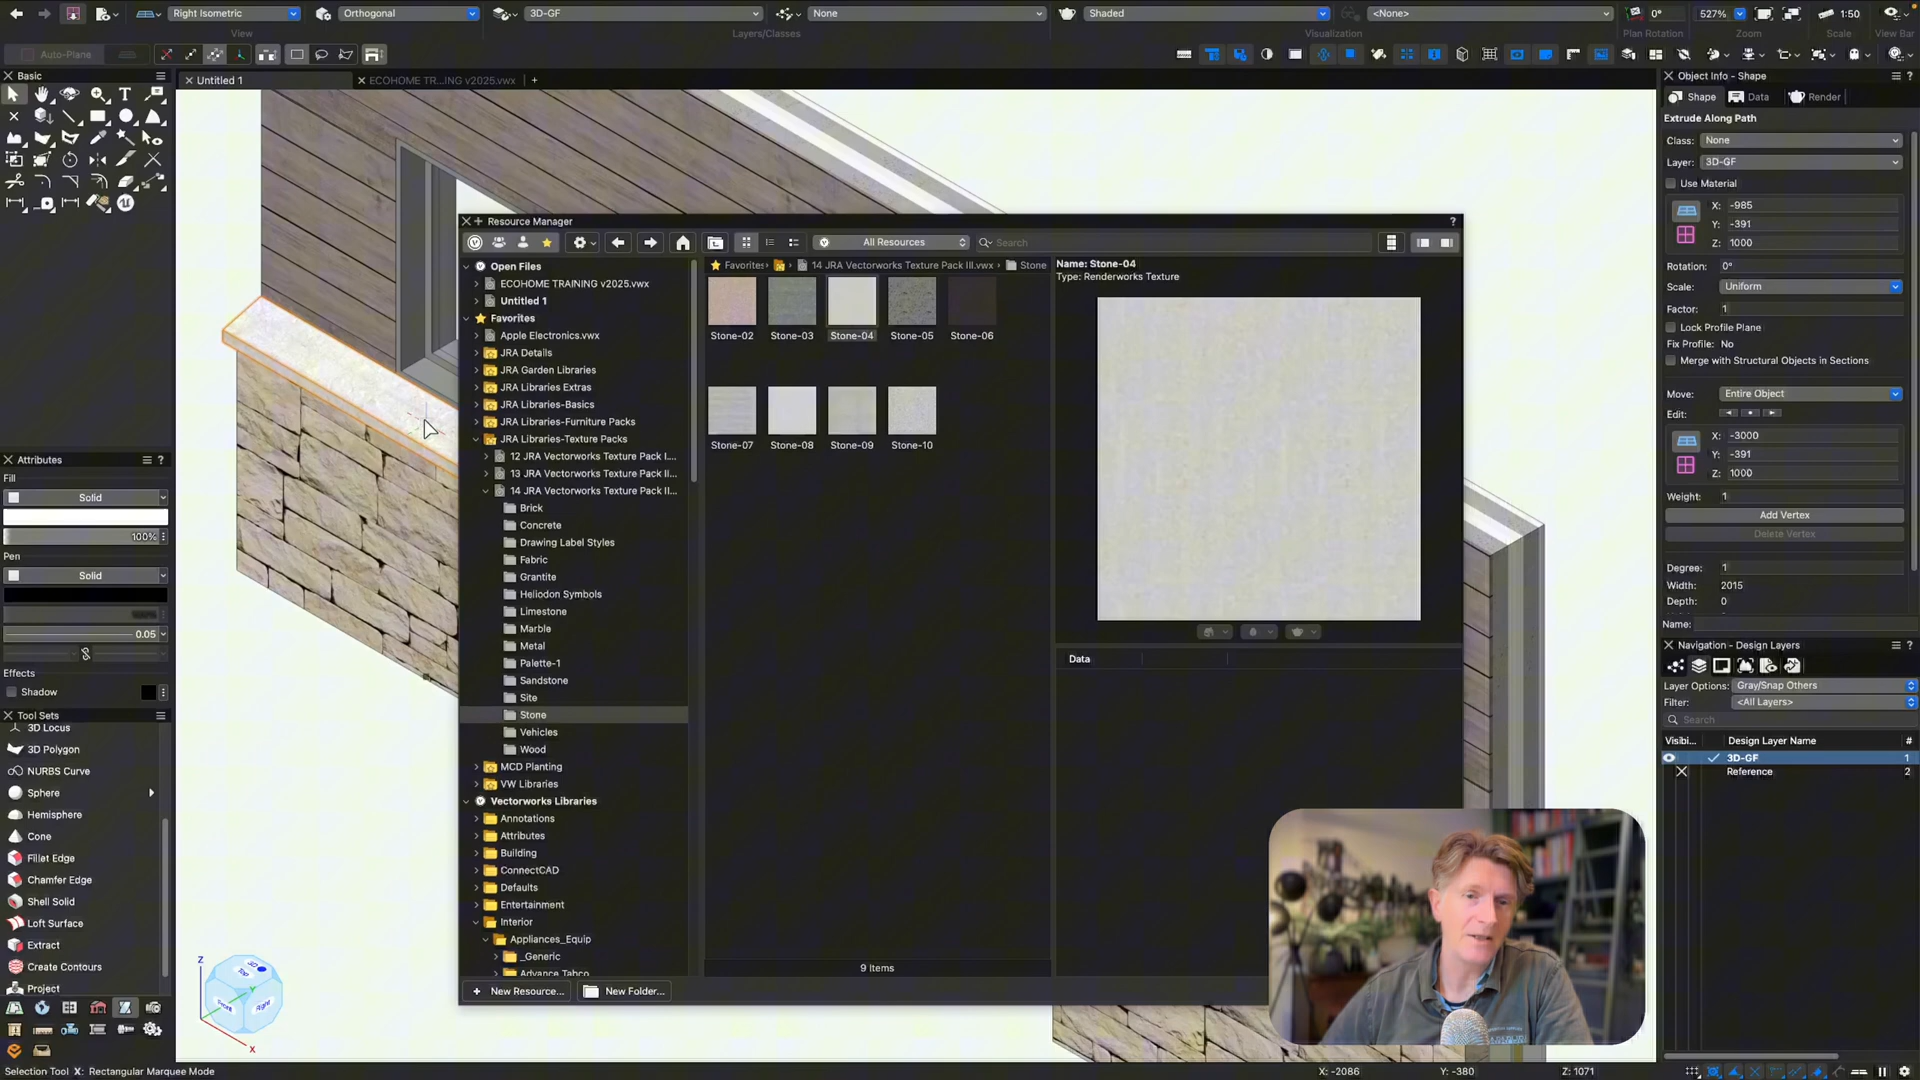 Right Isometric
Orthogonal
3D-GF
None
Shaded
<None>
0°
527%
1:50
View
Layers/Classes
Visualization
Plan Rotation
Zoom
Scale
View Bar
Auto-Plane
Basic
Untitled 1
ECOHOME TR...ING v2025.vwx
Attributes
Fill
Solid
100%
Pen
Solid
0.05
Effects
Shadow
Tool Sets
3D Locus
3D Polygon
NURBS Curve
Sphere
Hemisphere
Cone
Fillet Edge
Chamfer Edge
Shell Solid
Loft Surface
Extract
Create Contours
Project
Resource Manager
All Resources
Search
Open Files
ECOHOME TRAINING v2025.vwx
Untitled 1
Favorites
Apple Electronics.vwx
JRA Details
JRA Garden Libraries
JRA Libraries Extras
JRA Libraries-Basics
JRA Libraries-Furniture Packs
JRA Libraries-Texture Packs
12 JRA Vectorworks Texture Pack I...
13 JRA Vectorworks Texture Pack II...
14 JRA Vectorworks Texture Pack II...
Brick
Concrete
Drawing Label Styles
Fabric
Grantite
Heliodon Symbols
Limestone
Marble
Metal
Palette-1
Sandstone
Site
Stone
Vehicles
Wood
MCD Planting
VW Libraries
Vectorworks Libraries
Annotations
Attributes
Building
ConnectCAD
Defaults
Entertainment
Interior
Appliances_Equip
_Generic
Advance Tabco
New Resource...
New Folder...
Favorites
14 JRA Vectorworks Texture Pack III.vwx
Stone
Stone-02
Stone-03
Stone-04
Stone-05
Stone-06
Stone-07
Stone-08
Stone-09
Stone-10
9 Items
Name: Stone-04
Type: Renderworks Texture
Data
Object Info - Shape
Shape
Data
Render
Extrude Along Path
Class: None
Layer: 3D-GF
Use Material
X: -985
Y: -391
Z: 1000
Rotation: 0°
Scale: Uniform
Factor: 1
Lock Profile Plane
Fix Profile: No
Merge with Structural Objects in Sections
Move: Entire Object
Edit:
X: -3000
Y: -391
Z: 1000
Weight: 1
Add Vertex
Delete Vertex
Degree: 1
Width: 2015
Depth: 0
Name:
Navigation - Design Layers
Layer Options: Gray/Snap Others
Filter: <All Layers>
Search
Visibi... Design Layer Name #
3D-GF 1
Reference 2
Z
Y
X
Top
Right
Selection Tool X: Rectangular Marquee Mode
X: -2086
Y: -380
Z: 1071